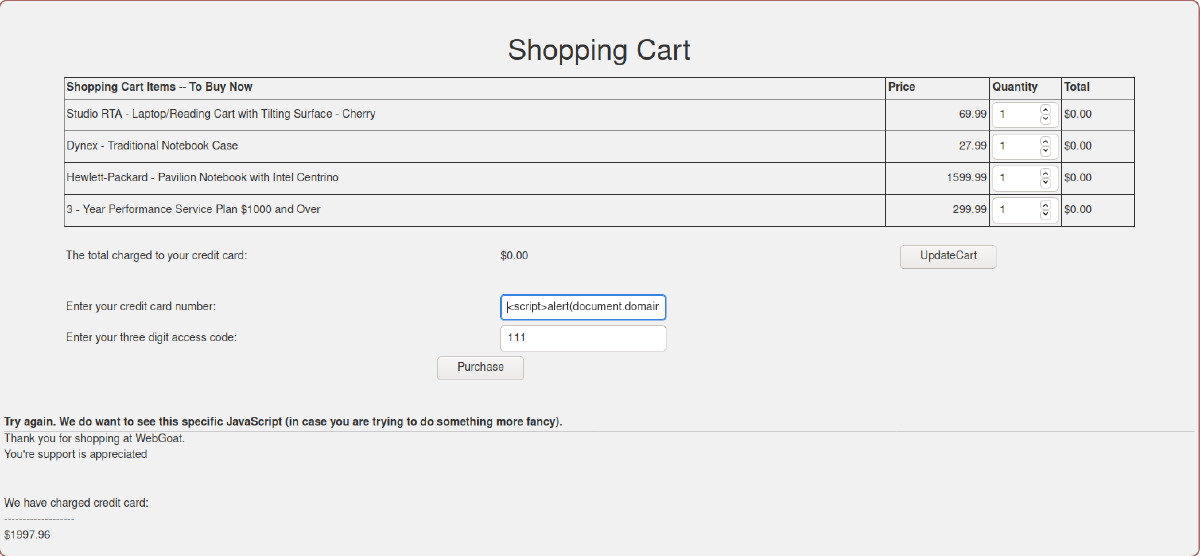 Shopping Cart
Shopping Cart Items -- To Buy Now Price Quantity Total
Studio RTA - Laptop/Reading Cart with Tilting Surface - Cherry 69.99 1 $0.00
Dynex - Traditional Notebook Case 27.99 1 $0.00
Hewlett-Packard - Pavilion Notebook with Intel Centrino 1599.99 1 $0.00
3 - Year Performance Service Plan $1000 and Over 299.99 1 $0.00
The total charged to your credit card: $0.00 UpdateCart
Enter your credit card number: <script>alert(document.domair
Enter your three digit access code: 111
Purchase
Try again. We do want to see this specific JavaScript (in case you are trying to do something more fancy).
Thank you for shopping at WebGoat.
You're support is appreciated
We have charged credit card:
-------------------
$1997.96